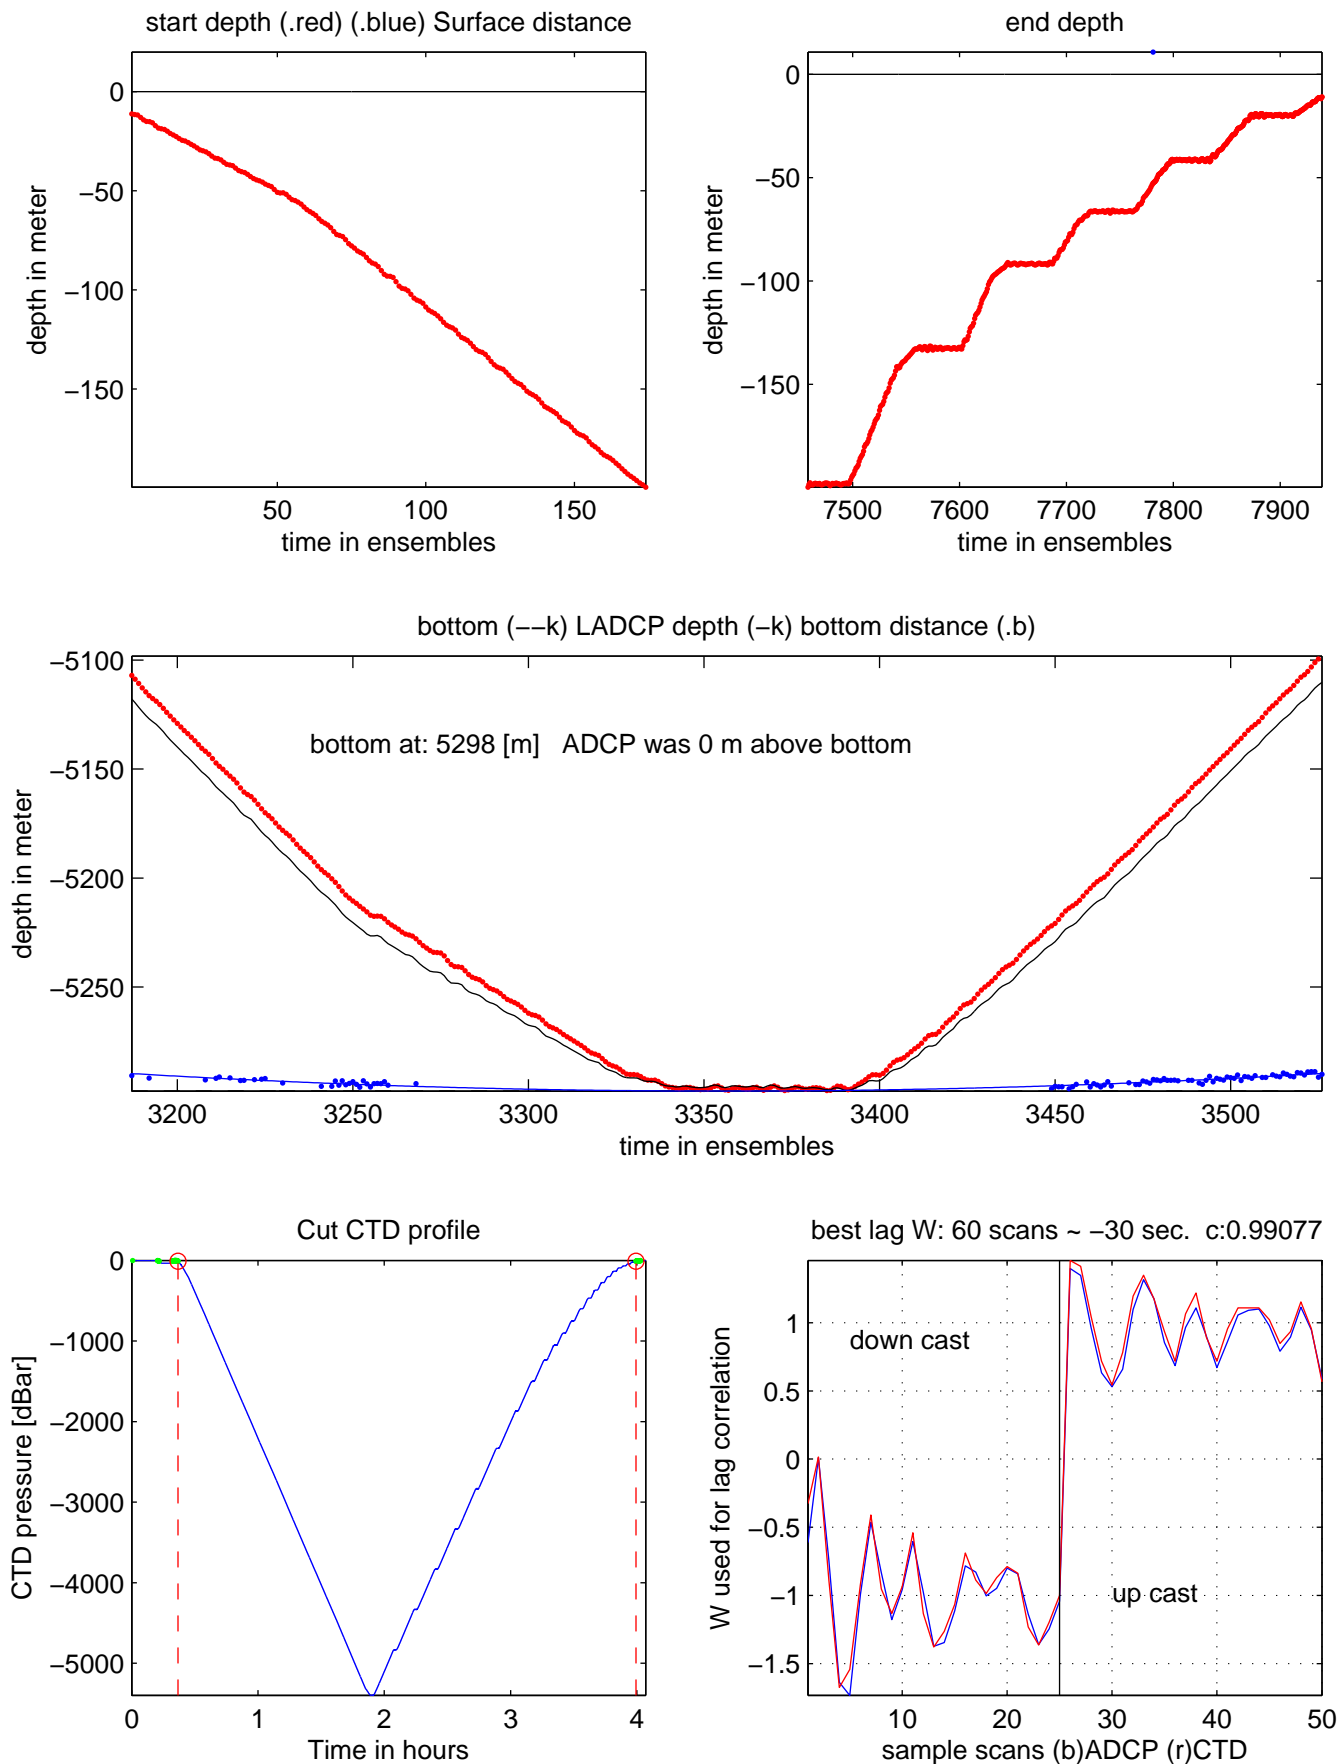 start depth (.red) (.blue) Surface distance
0
−50
−100
−150
depth in meter
50
100
150
time in ensembles
end depth
0
−50
−100
−150
depth in meter
7500
7600
7700
7800
7900
time in ensembles
bottom (−−k) LADCP depth (−k) bottom distance (.b)
−5100
−5150
−5200
−5250
depth in meter
bottom at: 5298 [m]   ADCP was 0 m above bottom
3200
3250
3300
3350
3400
3450
3500
time in ensembles
Cut CTD profile
0
−1000
−2000
−3000
−4000
−5000
CTD pressure [dBar]
0
1
2
3
4
Time in hours
best lag W: 60 scans ~ −30 sec.  c:0.99077
1
0.5
0
−0.5
−1
−1.5
W used for lag correlation
down cast
up cast
10
20
30
40
50
sample scans (b)ADCP (r)CTD